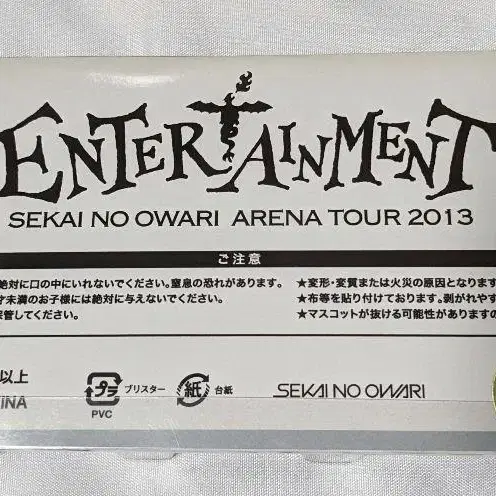 ENTERTAINMENT
SEKAI NO OWARI ARENA TOUR 2013
ご注意
絶対に口の中にいれないでください。窒息の恐れがあります。
才未満のお子様には絶対に与えないでください。
保管してください。
★変形・変質または火災の原因となります
★布等を貼り付けております。剥がれやす
★マスコットが抜ける可能性がありますの
以上
INA
プラ PVC ブリスター 紙 台紙
SEKAI NO OWARI